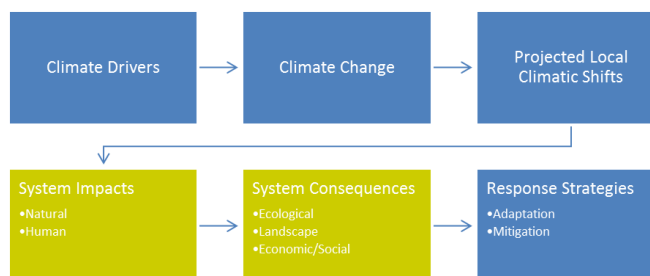 Climate Drivers
Climate Change
Projected Local
Climatic Shifts
System Impacts
•Natural
•Human
System Consequences
•Ecological
•Landscape
•Economic/Social
Response Strategies
•Adaptation
•Mitigation